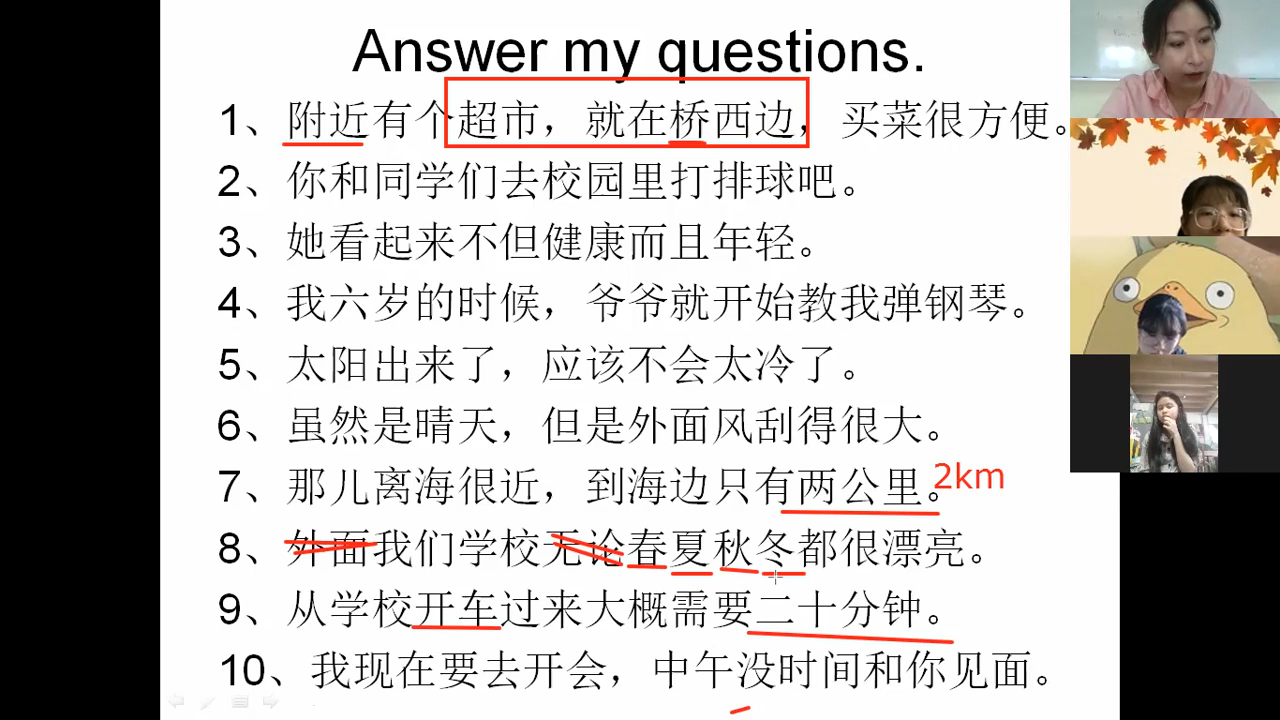 Answer my questions.
1、附近有个超市，就在桥西边，买菜很方便。
2、你和同学们去校园里打排球吧。
3、她看起来不但健康而且年轻。
4、我六岁的时候，爷爷就开始教我弹钢琴。
5、太阳出来了，应该不会太冷了。
6、虽然是晴天，但是外面风刮得很大。
7、那儿离海很近，到海边只有两公里。2km
8、外面我们学校无论春夏秋冬都很漂亮。
9、从学校开车过来大概需要二十分钟。
10、我现在要去开会，中午没时间和你见面。